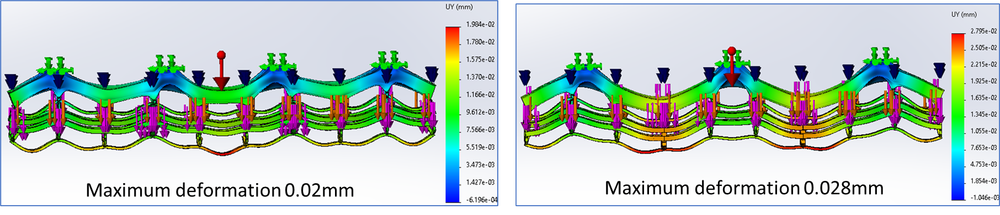 UY (mm)
1.984e-02
1.780e-02
1.575e-02
1.370e-02
1.166e-02
9.612e-03
7.566e-03
5.519e-03
3.473e-03
1.427e-03
-6.196e-04
Maximum deformation 0.02mm
UY (mm)
2.795e-02
2.505e-02
2.215e-02
1.925e-02
1.635e-02
1.345e-02
1.055e-02
7.653e-03
4.753e-03
1.854e-03
-1.046e-03
Maximum deformation 0.028mm